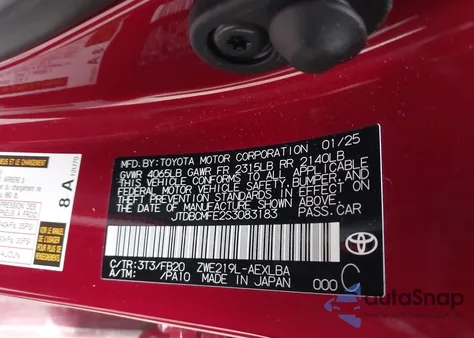 MFD. BY: TOYOTA MOTOR CORPORATION 01/25
GVWR 4065LB GAWR FR 2315LB RR 2140LB
THIS VEHICLE CONFORMS TO ALL APPLICABLE
FEDERAL MOTOR VEHICLE SAFETY, BUMPER, AND
THEFT PREVENTION STANDARDS IN EFFECT ON THE
DATE OF MANUFACTURE SHOWN ABOVE.
JTDBCMFE2S3083183 PASS.CAR
C/TR: 3T3/FB20 ZWE219L-AEXLBA
A/TM: -/PA10 MADE IN JAPAN
000 C
8A
AUCUN
AutoSnap